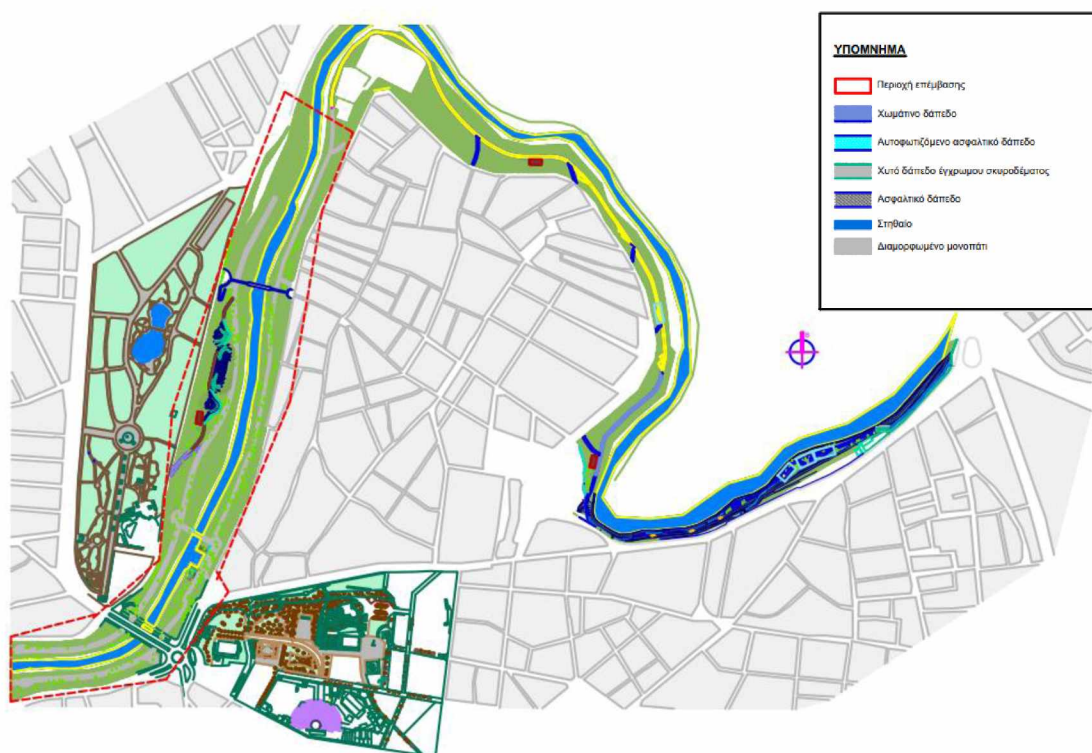 ΥΠΟΜΝΗΜΑ
Περιοχή επέμβασης
Χωμάτινο δάπεδο
Αυτοφωτιζόμενο ασφαλτικό δάπεδο
Χυτό δάπεδο έγχρωμου σκυροδέματος
Ασφαλτικό δάπεδο
Στηθαίο
Διαμορφωμένο μονοπάτι